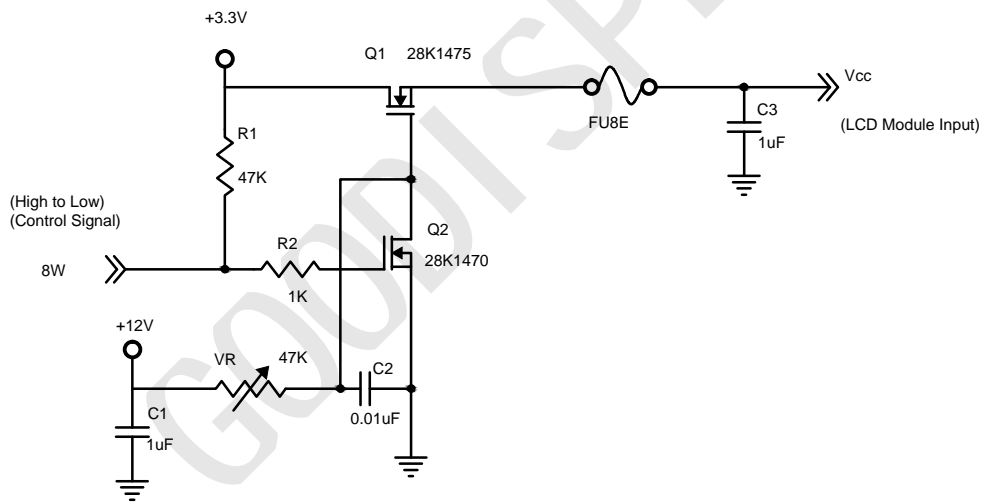 +3.3V
Q1 28K1475
Vcc
FU8E
C3
1uF
(LCD Module Input)
R1
47K
(High to Low)
(Control Signal)
8W
R2
1K
Q2
28K1470
+12V
VR
47K
C2
0.01uF
C1
1uF
GOODISP